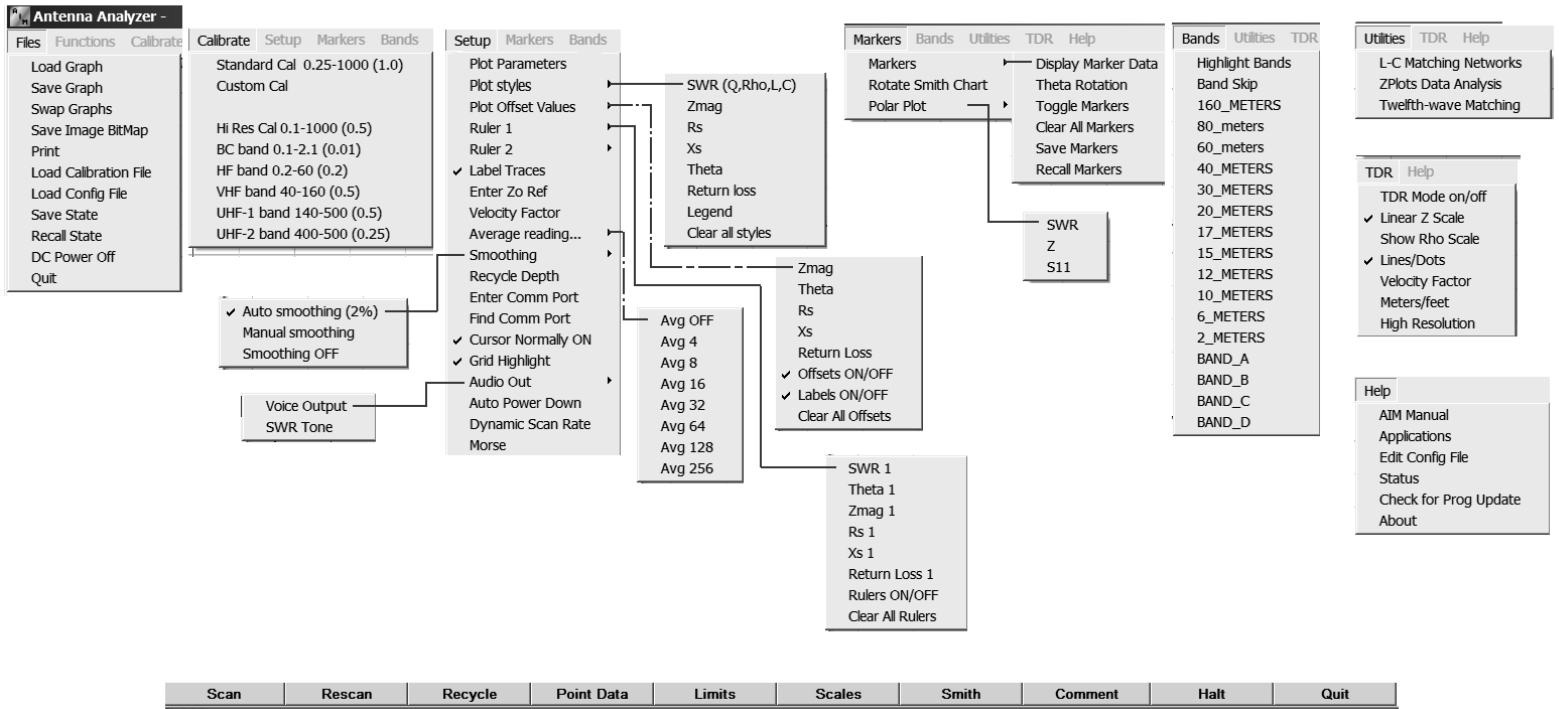 Antenna Analyzer -
Files Functions Calibrate
Load Graph
Save Graph
Swap Graphs
Save Image BitMap
Print
Load Calibration File
Load Config File
Save State
Recall State
DC Power Off
Quit
Calibrate Setup Markers Bands
Standard Cal 0.25-1000 (1.0)
Custom Cal
Hi Res Cal 0.1-1000 (0.5)
BC band 0.1-2.1 (0.01)
HF band 0.2-60 (0.2)
VHF band 40-160 (0.5)
UHF-1 band 140-500 (0.5)
UHF-2 band 400-500 (0.25)
Setup Markers Bands
Plot Parameters
Plot styles
Plot Offset Values
Ruler 1
Ruler 2
Label Traces
Enter Zo Ref
Velocity Factor
Average reading...
Smoothing
Recycle Depth
Enter Comm Port
Find Comm Port
Cursor Normally ON
Grid Highlight
Audio Out
Auto Power Down
Dynamic Scan Rate
Morse
Auto smoothing (2%)
Manual smoothing
Smoothing OFF
Voice Output
SWR Tone
SWR (Q,Rho,L,C)
Zmag
Rs
Xs
Theta
Return loss
Legend
Clear all styles
Avg OFF
Avg 4
Avg 8
Avg 16
Avg 32
Avg 64
Avg 128
Avg 256
Zmag
Theta
Rs
Xs
Return Loss
Offsets ON/OFF
Labels ON/OFF
Clear All Offsets
SWR 1
Theta 1
Zmag 1
Rs 1
Xs 1
Return Loss 1
Rulers ON/OFF
Clear All Rulers
Markers Bands Utilities TDR Help
Markers
Rotate Smith Chart
Polar Plot
Display Marker Data
Theta Rotation
Toggle Markers
Clear All Markers
Save Markers
Recall Markers
SWR
Z
S11
Bands Utilities TDR
Highlight Bands
Band Skip
160_METERS
80_meters
60_meters
40_METERS
30_METERS
20_METERS
17_METERS
15_METERS
12_METERS
10_METERS
6_METERS
2_METERS
BAND_A
BAND_B
BAND_C
BAND_D
Utilities TDR Help
L-C Matching Networks
ZPlots Data Analysis
Twelfth-wave Matching
TDR Help
TDR Mode on/off
Linear Z Scale
Show Rho Scale
Lines/Dots
Velocity Factor
Meters/feet
High Resolution
Help
AIM Manual
Applications
Edit Config File
Status
Check for Prog Update
About
Scan Rescan Recycle Point Data Limits Scales Smith Comment Halt Quit